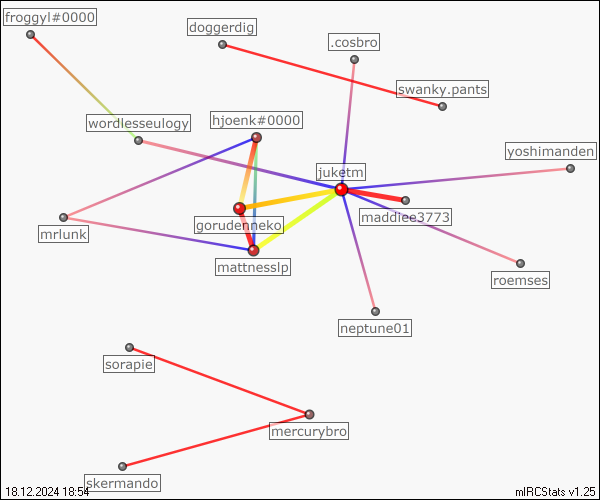 froggyl#0000
doggerdig
.cosbro
swanky.pants
hjoenk#0000
wordlesseulogy
yoshimanden
juketm
maddiee3773
gorudenneko
mrlunk
mattnesslp
roemses
neptune01
sorapie
mercurybro
skermando
18.12.2024 18:54
mIRCStats v1.25